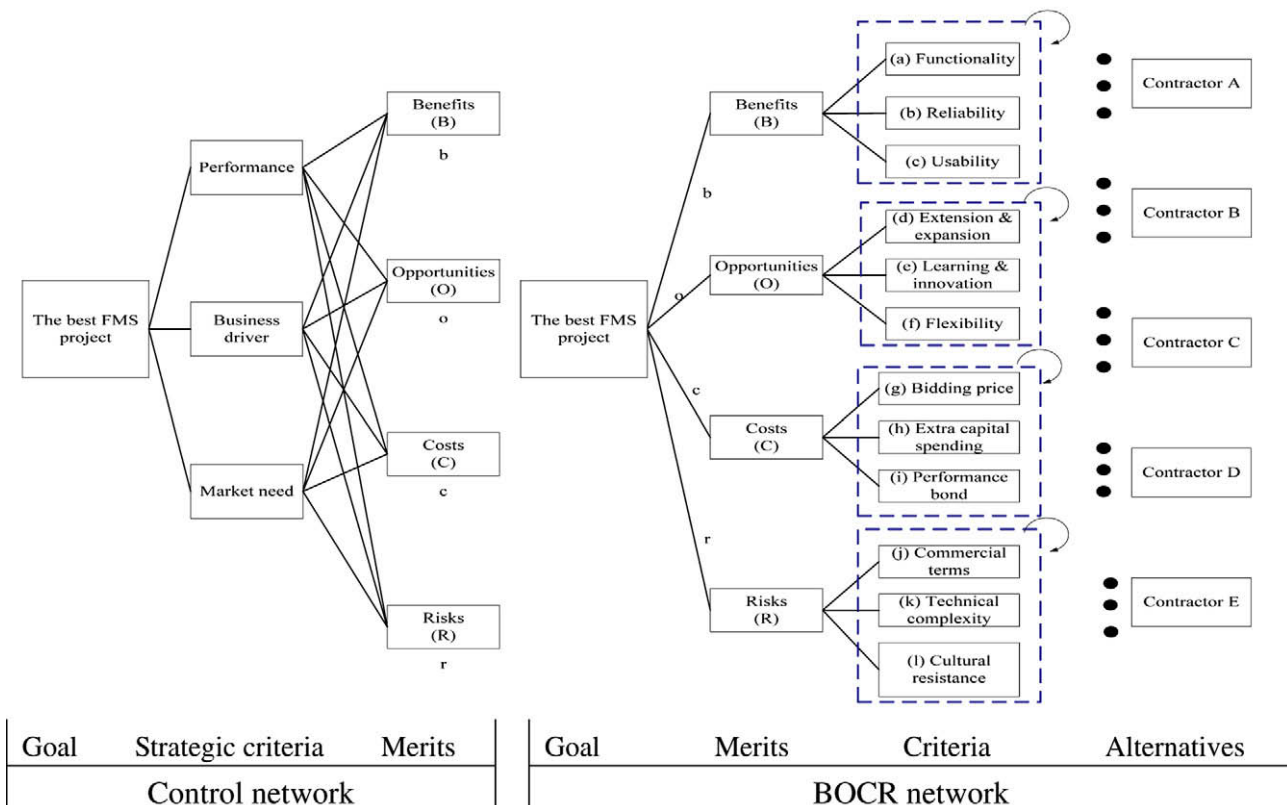 The best FMS
project
Performance
Business
driver
Market need
Benefits
(B)
b
Opportunities
(O)
o
Costs
(C)
c
Risks
(R)
r
The best FMS
project
b
o
c
r
Benefits
(B)
Opportunities
(O)
Costs
(C)
Risks
(R)
(a) Functionality
(b) Reliability
(c) Usability
(d) Extension &
expansion
(e) Learning &
innovation
(f) Flexibility
(g) Bidding price
(h) Extra capital
spending
(i) Performance
bond
(j) Commercial
terms
(k) Technical
complexity
(l) Cultural
resistance
Contractor A
Contractor B
Contractor C
Contractor D
Contractor E
Goal Strategic criteria Merits
Control network
Goal Merits Criteria Alternatives
BOCR network